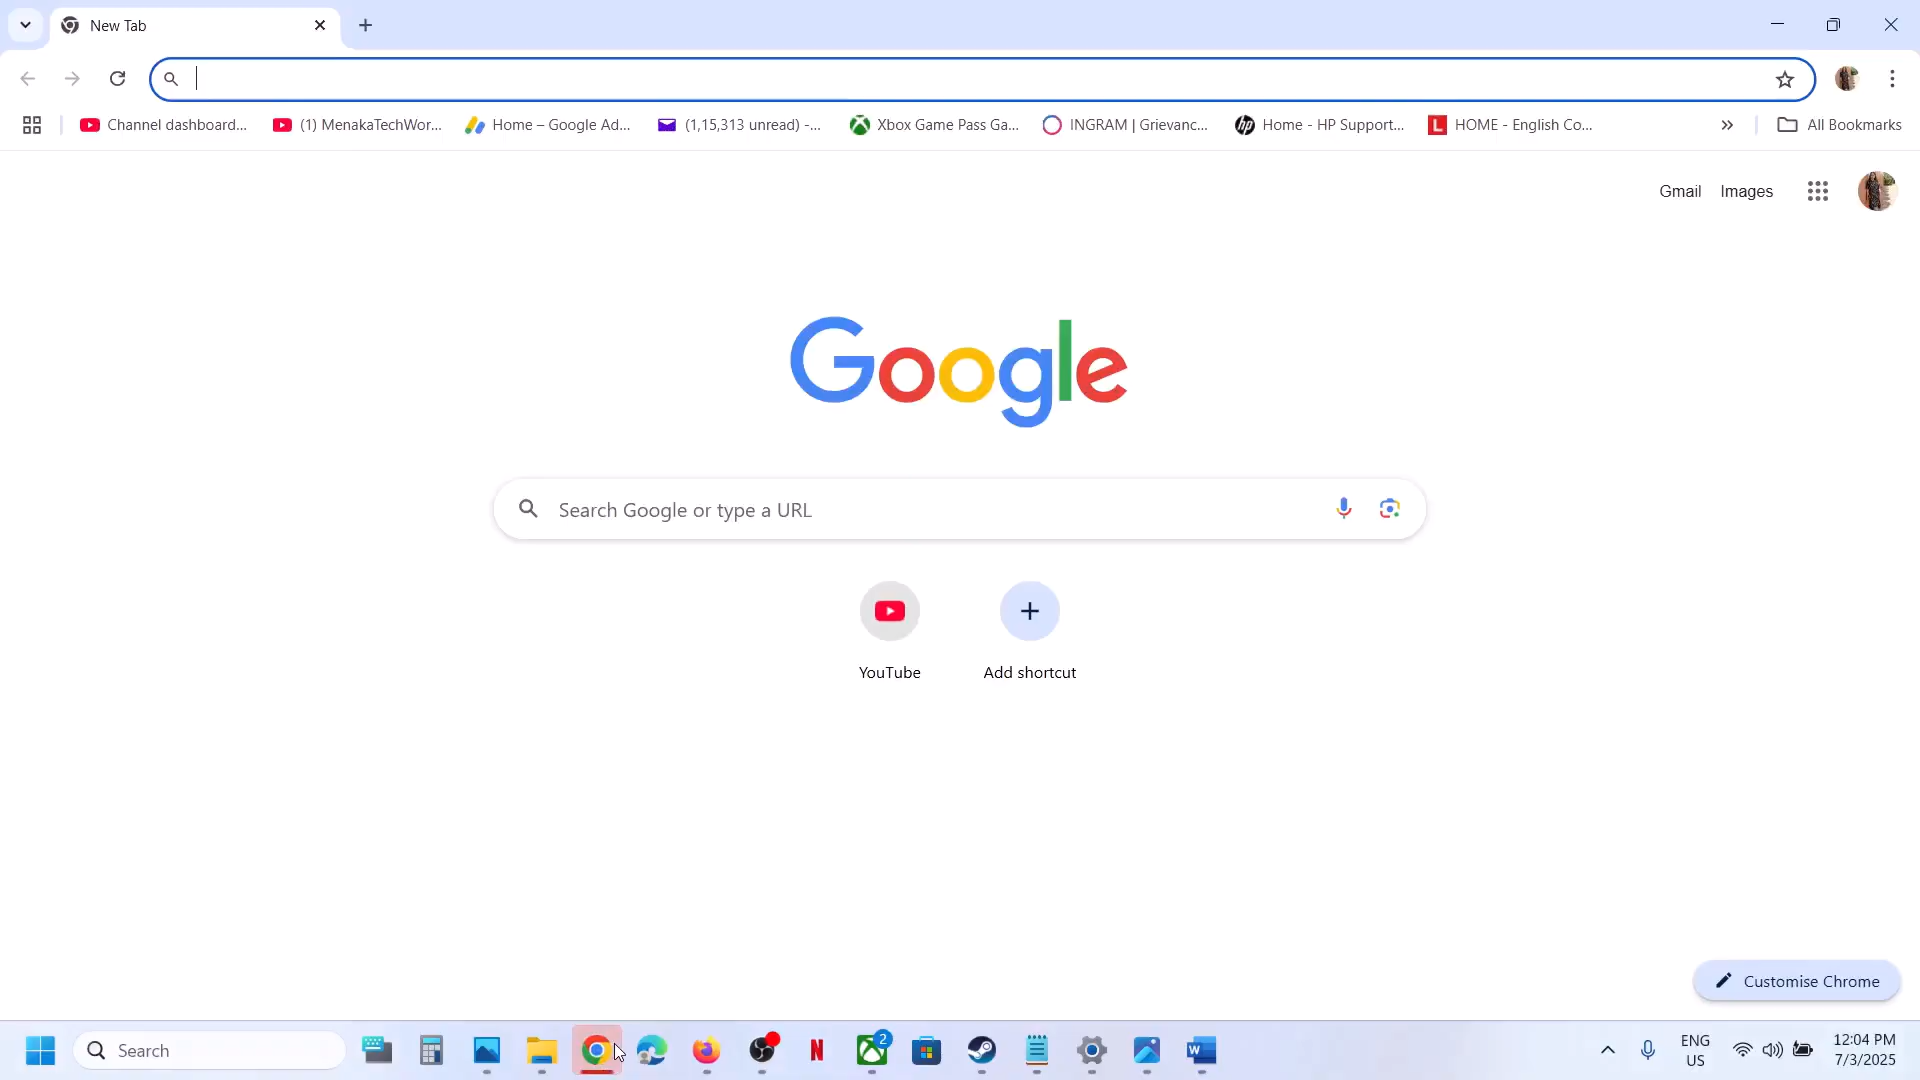 New Tab
Channel dashboard...
(1) MenakaTechWor...
Home – Google Ad...
(1,15,313 unread) -...
Xbox Game Pass Ga...
INGRAM | Grievanc...
Home - HP Support...
HOME - English Co...
All Bookmarks
Gmail
Images
Google
Search Google or type a URL
YouTube
Add shortcut
Customise Chrome
Search
2
ENG
US
12:04 PM
7/3/2025